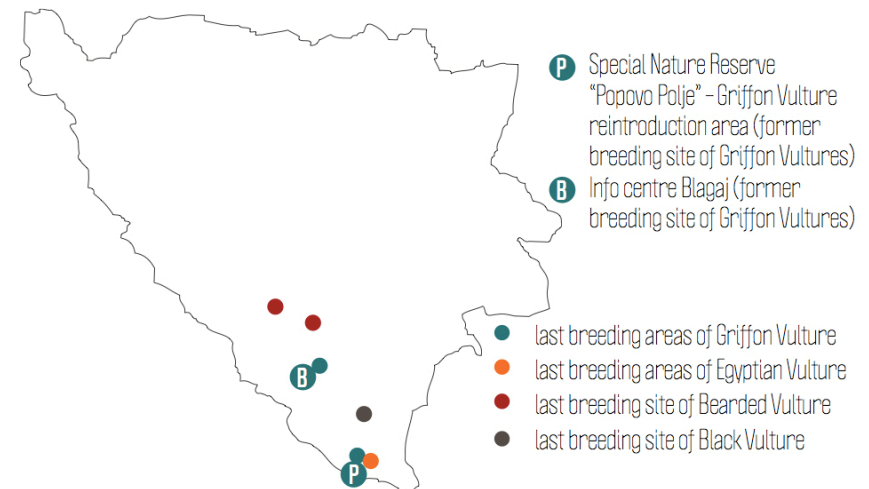 P Special Nature Reserve
“Popovo Polje” – Griffon Vulture
reintroduction area (former
breeding site of Griffon Vultures)
B Info centre Blagaj (former
breeding site of Griffon Vultures)
last breeding areas of Griffon Vulture
last breeding areas of Egyptian Vulture
last breeding site of Bearded Vulture
last breeding site of Black Vulture
B
P